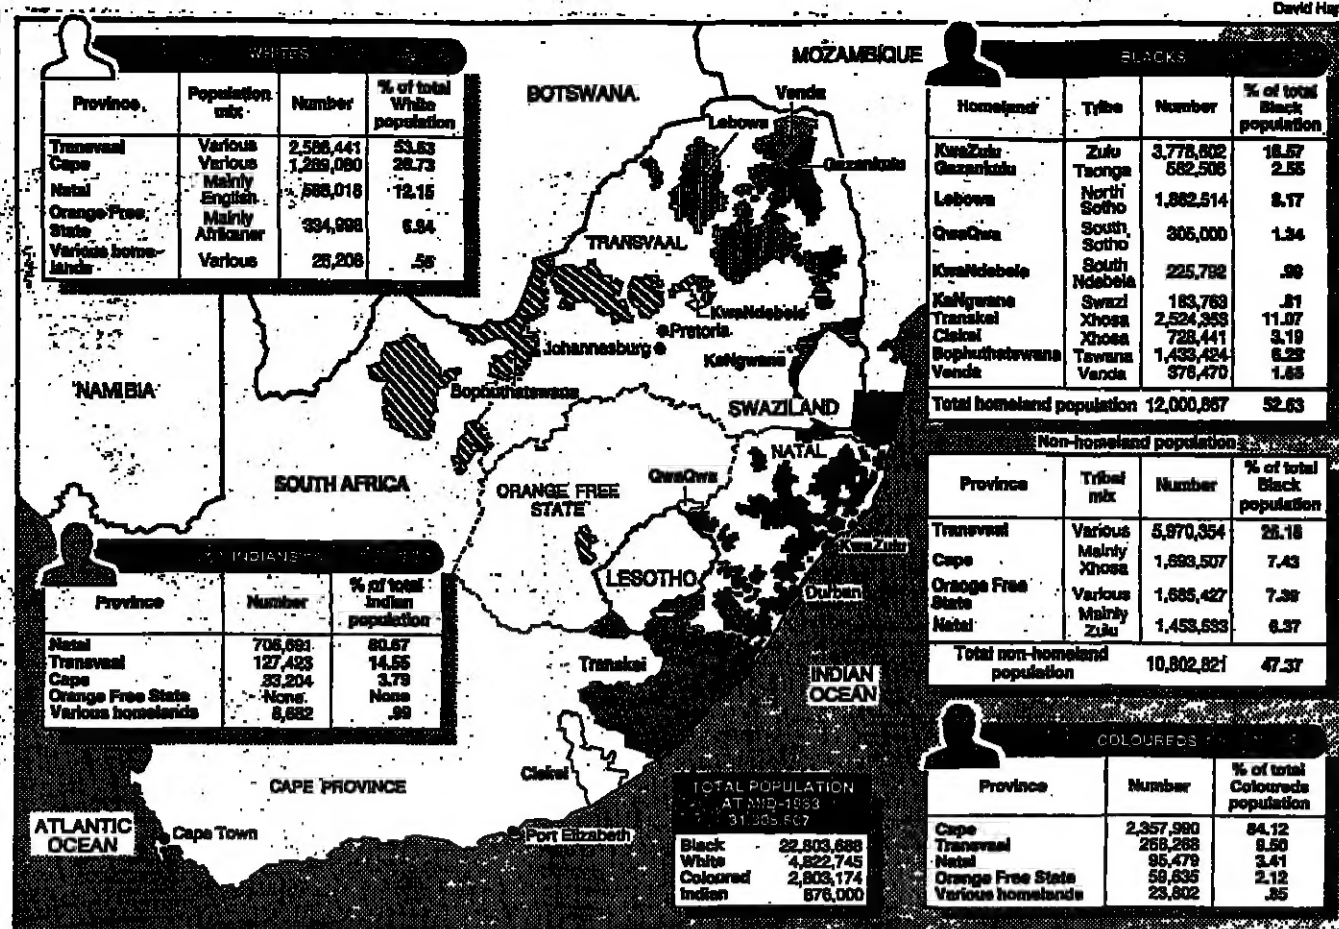 David
WHITES
Province
Population mix
Number
% of total White population
Transvaal Various 2,586,441 53.63
Cape Various 1,289,080 26.73
Natal Mainly English 586,018 12.15
Orange Free State Mainly Afrikaner 334,998 6.94
Various homelands Various 26,208 .55
BLACKS
Homeland
Tribe
Number
% of total Black population
KwaZulu Zulu 3,778,602 16.57
Gazankulu Tsonga 582,508 2.55
Lebowa North Sotho 1,862,514 8.17
QwaQwa South Sotho 305,000 1.34
KwaNdebele South Ndebele 225,792 .99
KaNgwane Swazi 183,763 .81
Transkei Xhosa 2,524,353 11.07
Ciskei Xhosa 728,441 3.19
Bophuthatswana Tswana 1,433,424 6.29
Venda Venda 376,470 1.65
Total homeland population 12,000,867 52.63
Non-homeland population
Province
Tribal mix
Number
% of total Black population
Transvaal Various 5,970,354 26.18
Cape Mainly Xhosa 1,693,507 7.43
Orange Free State Various 1,685,427 7.39
Natal Mainly Zulu 1,453,533 6.37
Total non-homeland population 10,802,821 47.37
MOZAMBIQUE
BOTSWANA
Venda
Lebowa
Gazankulu
TRANSVAAL
KwaNdebele
Pretoria
Johannesburg
KaNgwane
NAMIBIA
Bophuthatswana
SWAZILAND
NATAL
SOUTH AFRICA
ORANGE FREE STATE
QwaQwa
KwaZulu
LESOTHO
Durban
Transkei
INDIAN OCEAN
Ciskei
CAPE PROVINCE
ATLANTIC OCEAN
Cape Town
Port Elizabeth
INDIANS
Province
Number
% of total Indian population
Natal 706,691 80.67
Transvaal 127,423 14.55
Cape 33,204 3.79
Orange Free State None None
Various homelands 8,682 .99
TOTAL POPULATION
AT MID-1983
31,305,607
Black 22,803,688
White 4,822,745
Coloured 2,803,174
Indian 876,000
COLOUREDS
Province
Number
% of total Coloureds population
Cape 2,357,990 84.12
Transvaal 266,268 9.50
Natal 95,479 3.41
Orange Free State 59,635 2.12
Various homelands 23,802 .85